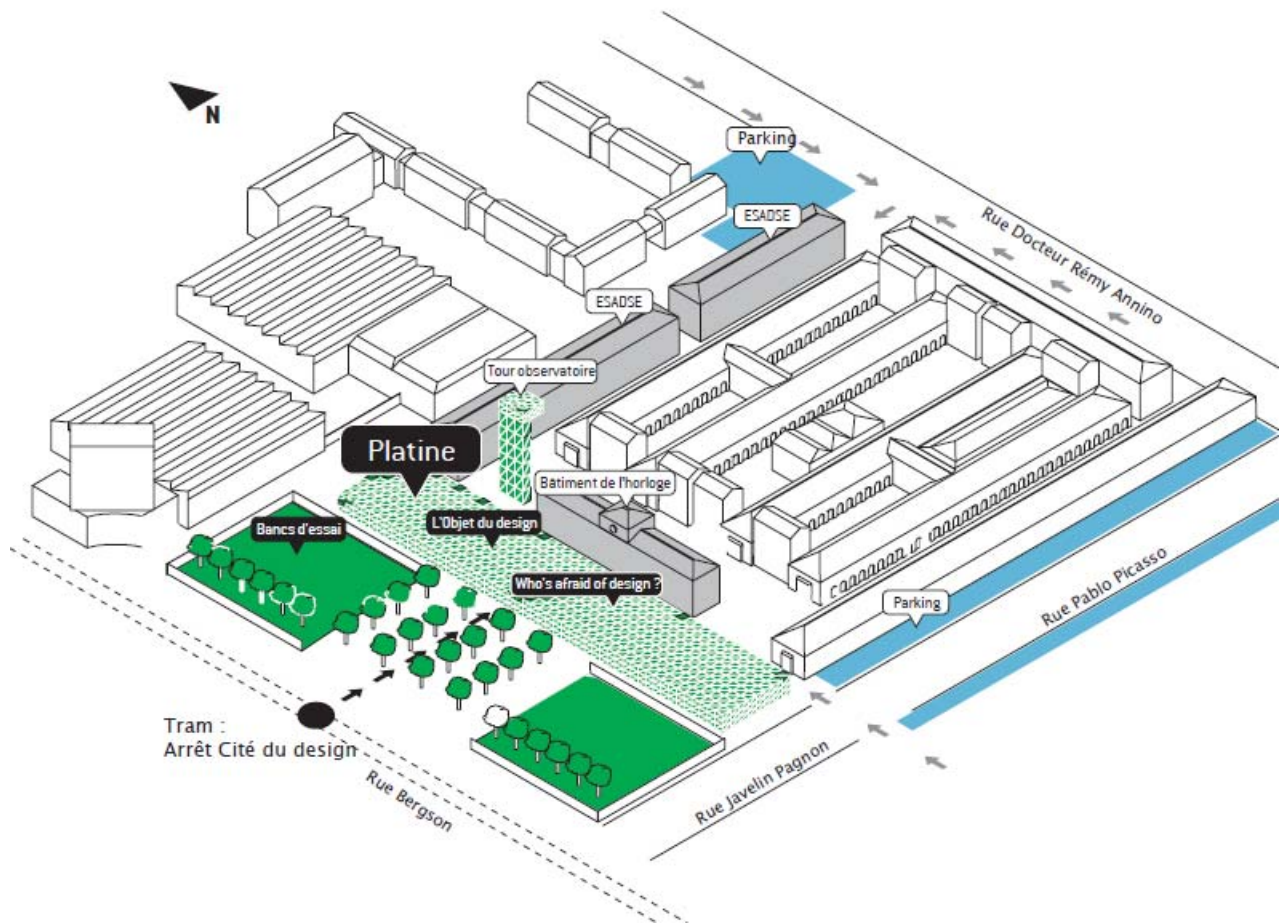 N
Parking
Rue Docteur Rémy Annino
ESADSE
ESADSE
Tour observatoire
Platine
Bâtiment de l'horloge
L'Objet du design
Bancs d'essai
Who's afraid of design ?
Parking
Rue Pablo Picasso
Tram :
Arrêt Cité du design
Rue Javelin Pagnon
Rue Bergson